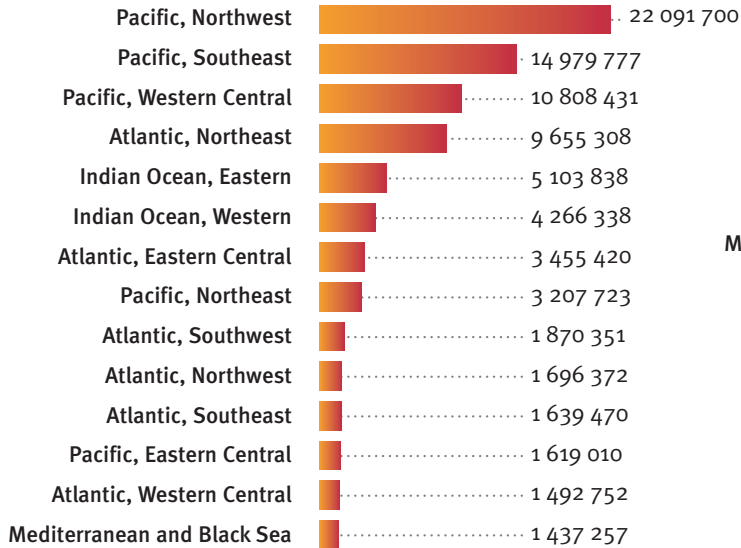 Pacific, Northwest 22 091 700
Pacific, Southeast 14 979 777
Pacific, Western Central 10 808 431
Atlantic, Northeast 9 655 308
Indian Ocean, Eastern 5 103 838
Indian Ocean, Western 4 266 338
M
Atlantic, Eastern Central 3 455 420
Pacific, Northeast 3 207 723
Atlantic, Southwest 1 870 351
Atlantic, Northwest 1 696 372
Atlantic, Southeast 1 639 470
Pacific, Eastern Central 1 619 010
Atlantic, Western Central 1 492 752
Mediterranean and Black Sea 1 437 257